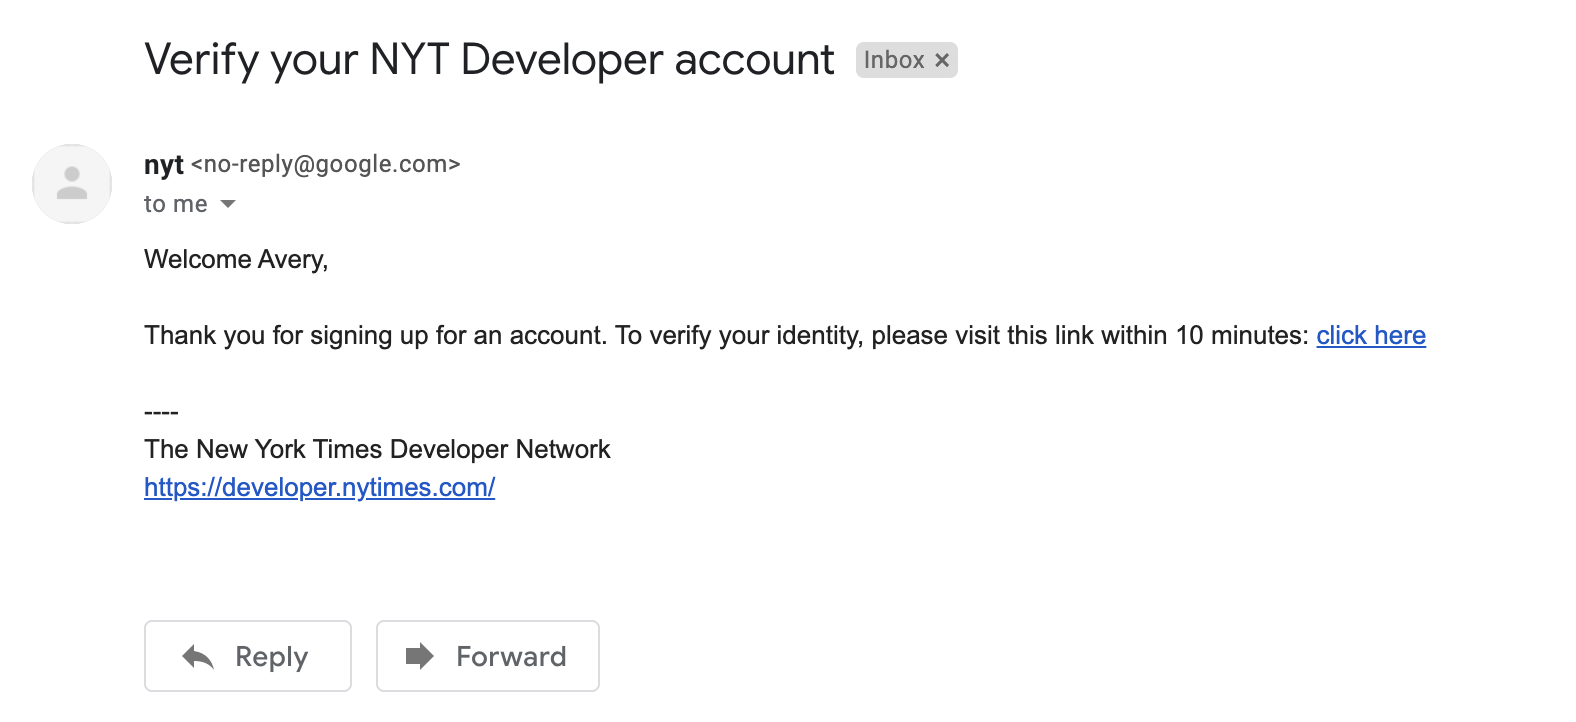 Verify your NYT Developer account Inbox ×
nyt <no-reply@google.com>
to me
Welcome Avery,
Thank you for signing up for an account. To verify your identity, please visit this link within 10 minutes: click here
----
The New York Times Developer Network
https://developer.nytimes.com/
Reply Forward